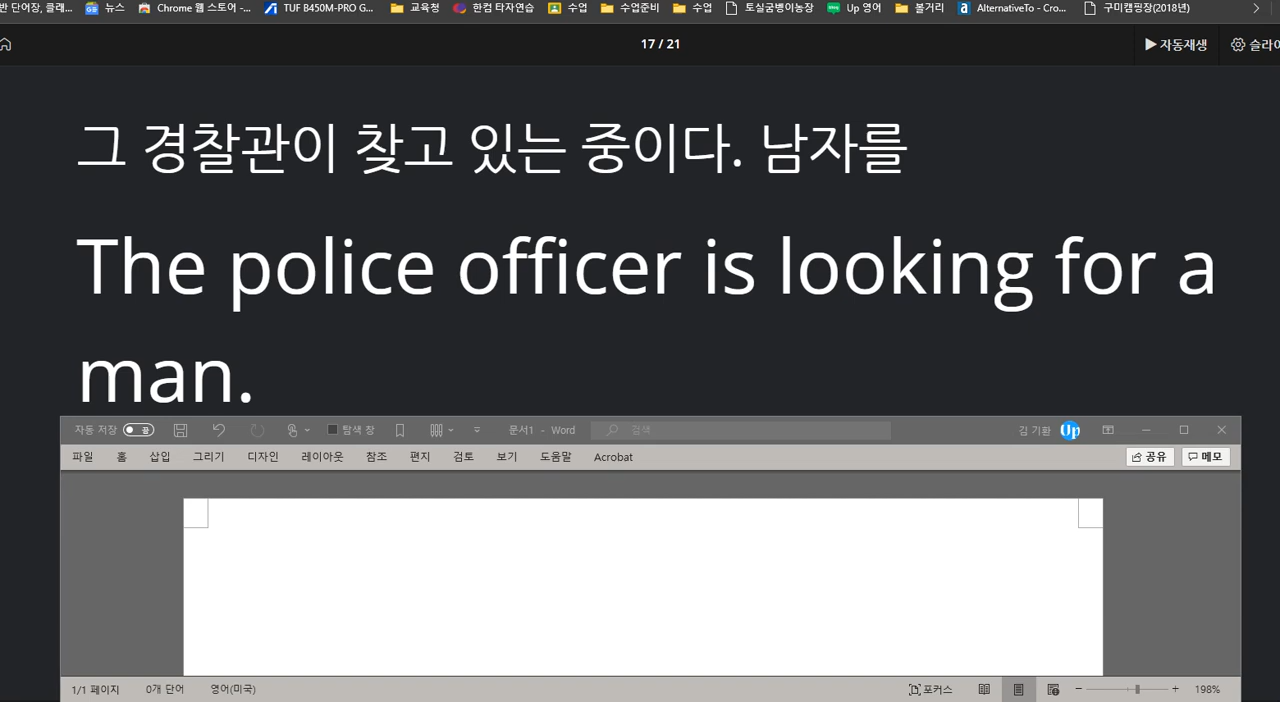 반 단어장, 클래... 뉴스 Chrome 웹 스토어 -... TUF B450M-PRO G... 교육청 한컴 타자연습 수업 수업준비 수업 토실굼벵이농장 Up 영어 볼거리 AlternativeTo - Cro... 구미캠핑장(2018년)
17 / 21 자동재생 슬라이
그 경찰관이 찾고 있는 중이다. 남자를
The police officer is looking for a
man.
자동 저장 끔 탐색 창 문서1 - Word 검색 김 기환 Up
파일 홈 삽입 그리기 디자인 레이아웃 참조 편지 검토 보기 도움말 Acrobat 공유 메모
1/1 페이지 0개 단어 영어(미국) 포커스 198%